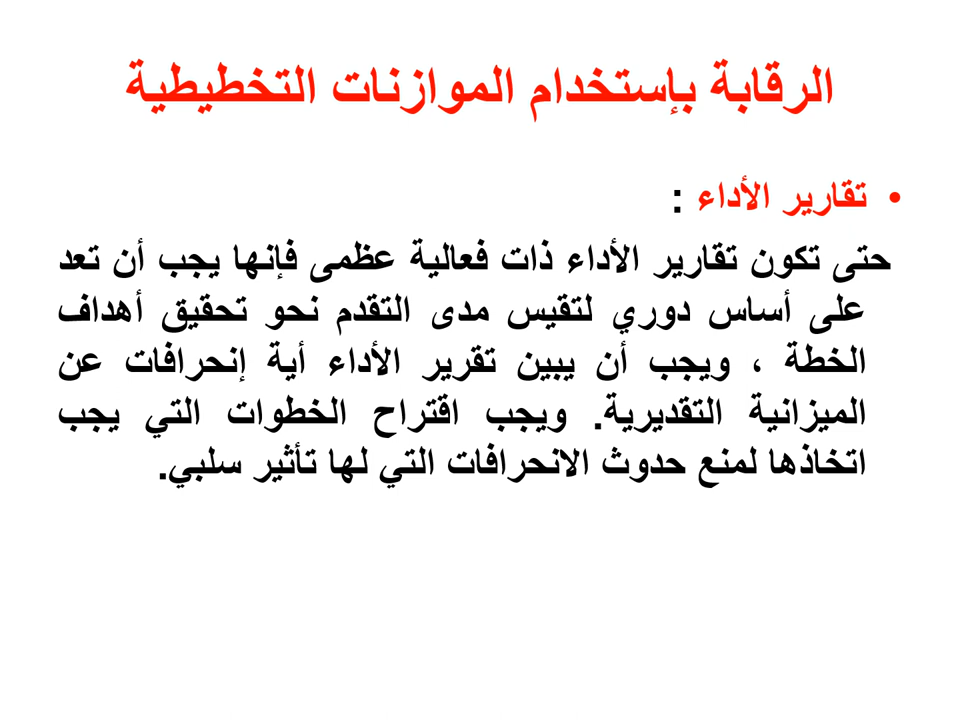 الرقابة بإستخدام الموازنات التخطيطية
• تقارير الأداء :
حتى تكون تقارير الأداء ذات فعالية عظمى فإنها يجب أن تعد
على أساس دوري لتقيس مدى التقدم نحو تحقيق أهداف
الخطة ، ويجب أن يبين تقرير الأداء أية إنحرافات عن
الميزانية التقديرية. ويجب اقتراح الخطوات التي يجب
اتخاذها لمنع حدوث الانحرافات التي لها تأثير سلبي.